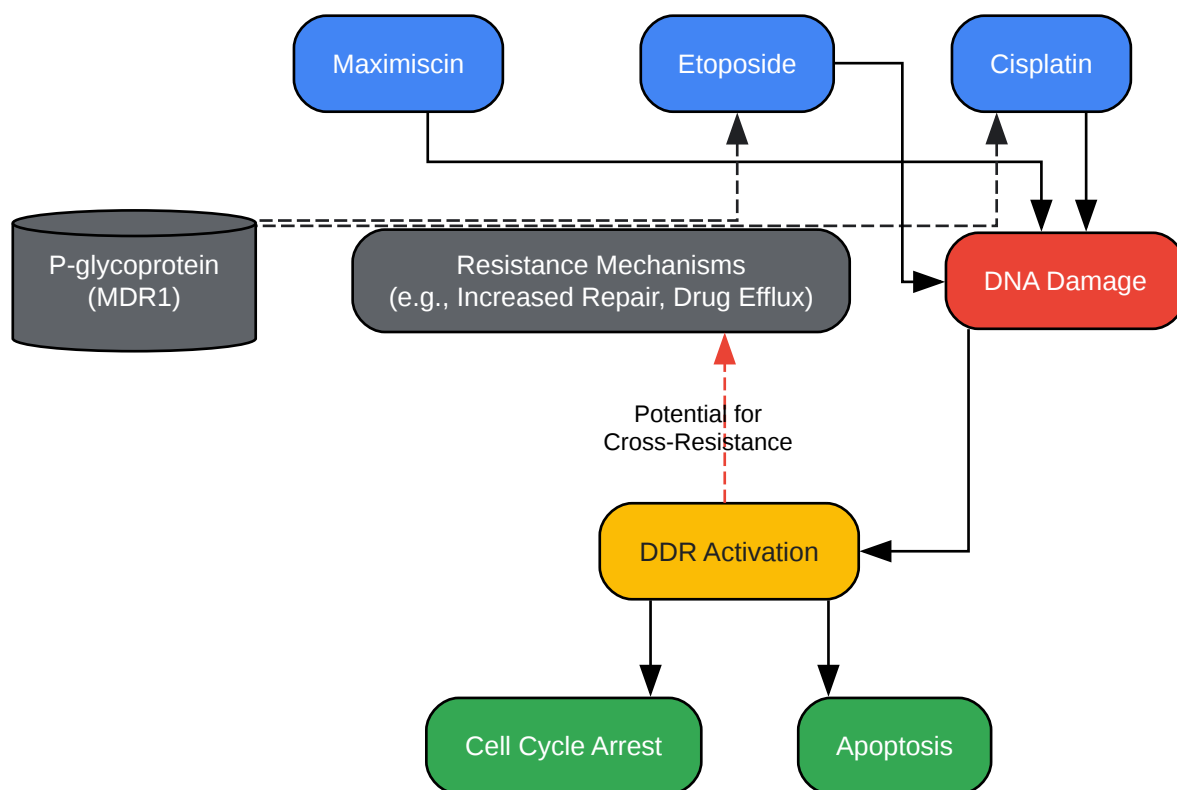 Maximiscin
Etoposide
Cisplatin
P-glycoprotein
(MDR1)
Resistance Mechanisms
(e.g., Increased Repair, Drug Efflux)
DNA Damage
Potential for
Cross-Resistance
DDR Activation
Cell Cycle Arrest
Apoptosis